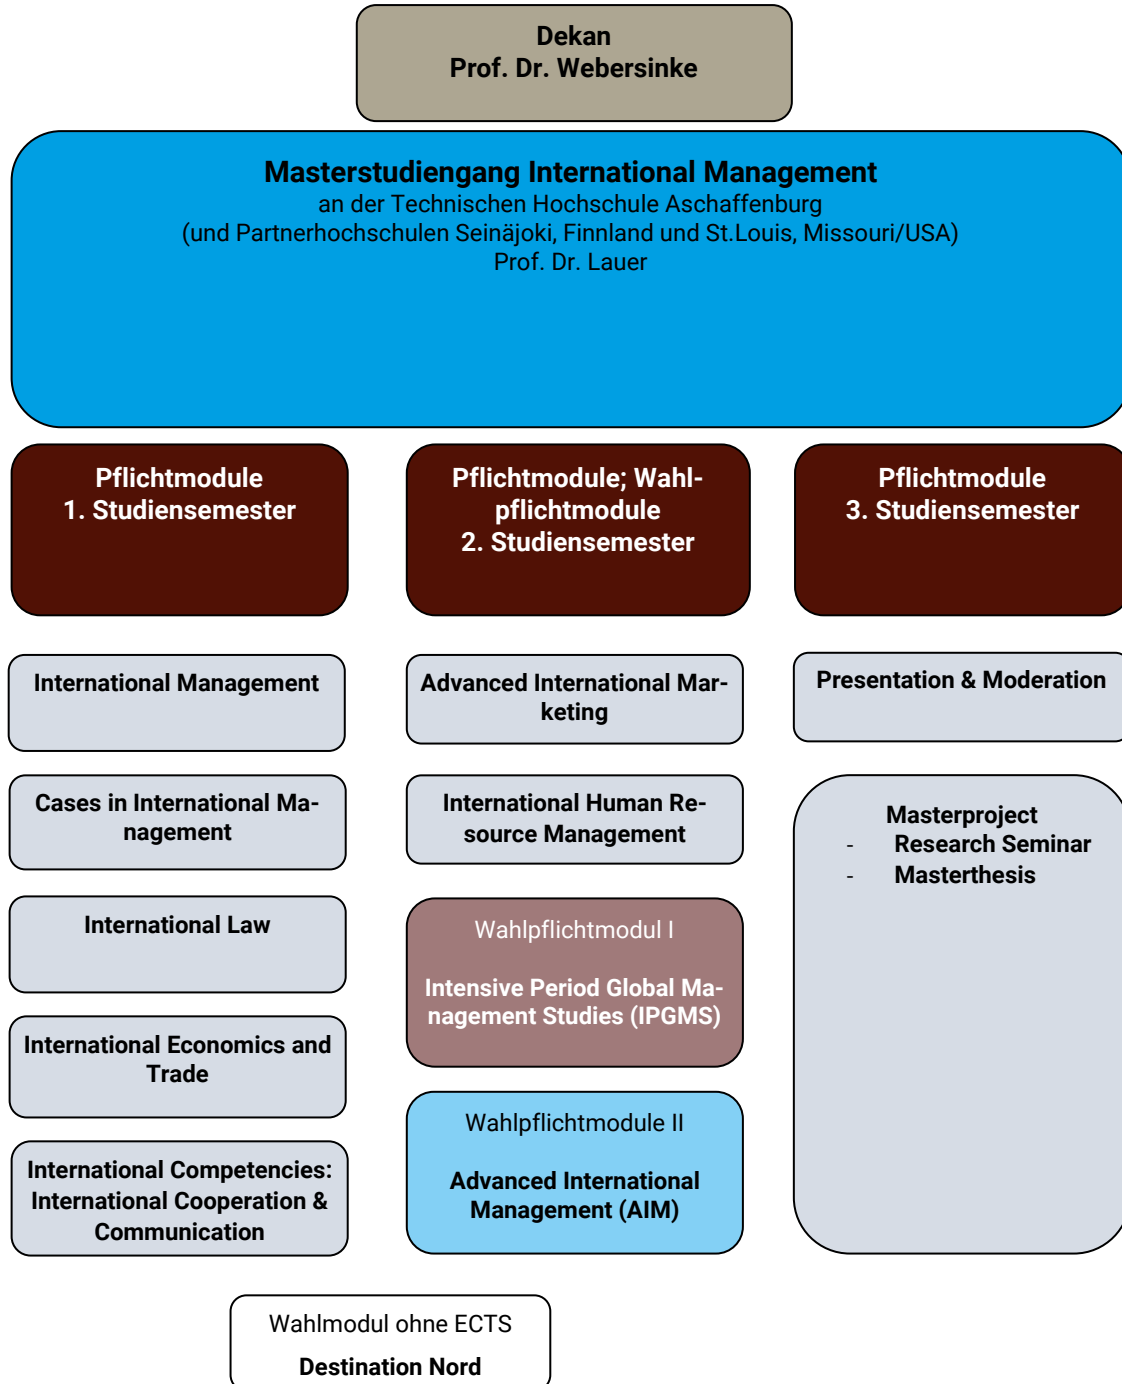 Dekan
Prof. Dr. Webersinke
Masterstudiengang International Management
an der Technischen Hochschule Aschaffenburg
(und Partnerhochschulen Seinäjoki, Finnland und St.Louis, Missouri/USA)
Prof. Dr. Lauer
Pflichtmodule
1. Studiensemester
Pflichtmodule; Wahl-
pflichtmodule
2. Studiensemester
Pflichtmodule
3. Studiensemester
International Management
Cases in International Ma-
nagement
International Law
International Economics and
Trade
International Competencies:
International Cooperation &
Communication
Advanced International Mar-
keting
International Human Re-
source Management
Wahlpflichtmodul I
Intensive Period Global Ma-
nagement Studies (IPGMS)
Wahlpflichtmodule II
Advanced International
Management (AIM)
Presentation & Moderation
Masterproject
- Research Seminar
- Masterthesis
Wahlmodul ohne ECTS
Destination Nord